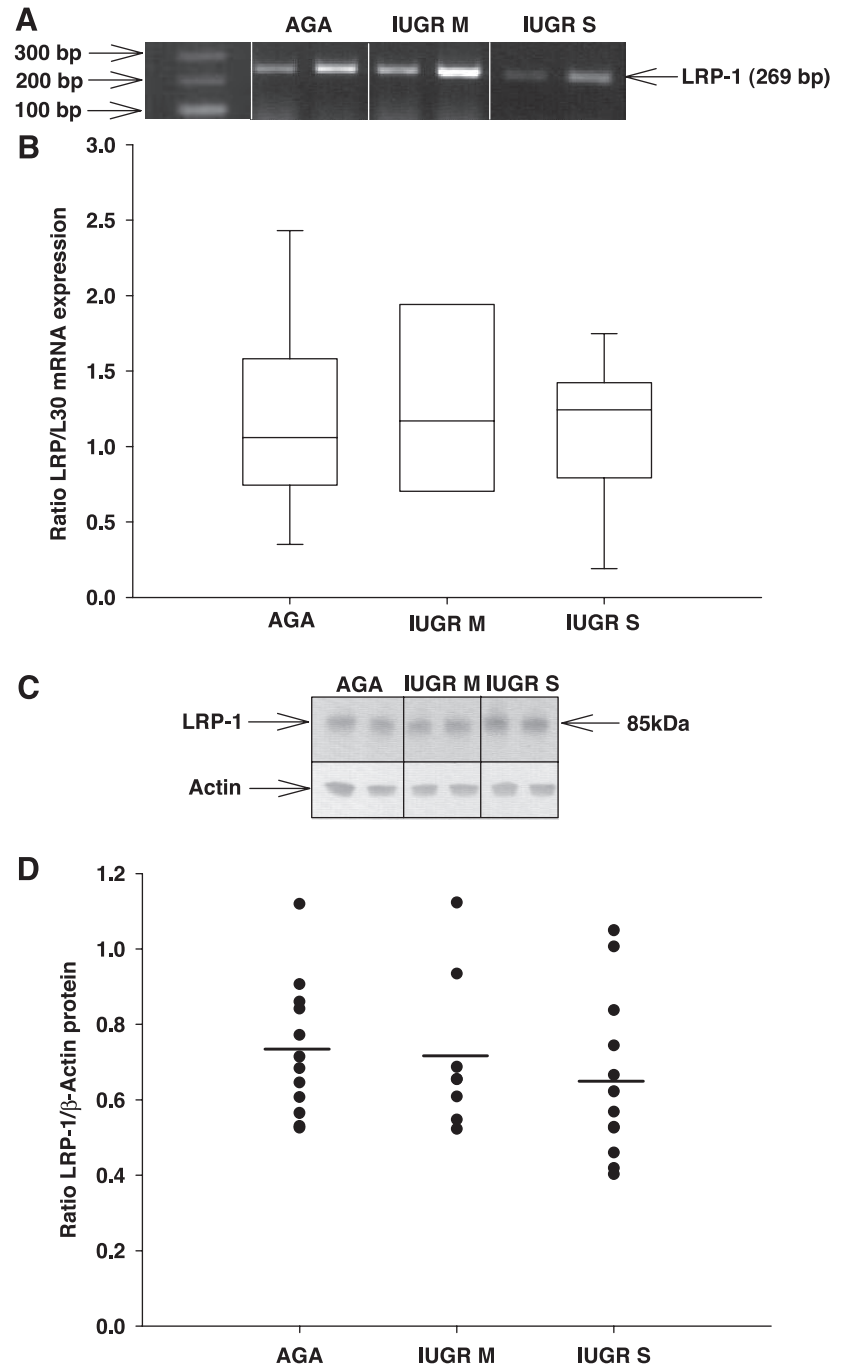 A
AGA IUGR M IUGR S
300 bp
200 bp
100 bp
LRP-1 (269 bp)
B
Ratio LRP/L30 mRNA expression
3.0
2.5
2.0
1.5
1.0
0.5
0.0
AGA IUGR M IUGR S
C
AGA IUGR M IUGR S
LRP-1
85kDa
Actin
D
Ratio LRP-1/β-Actin protein
1.2
1.0
0.8
0.6
0.4
0.2
0.0
AGA IUGR M IUGR S